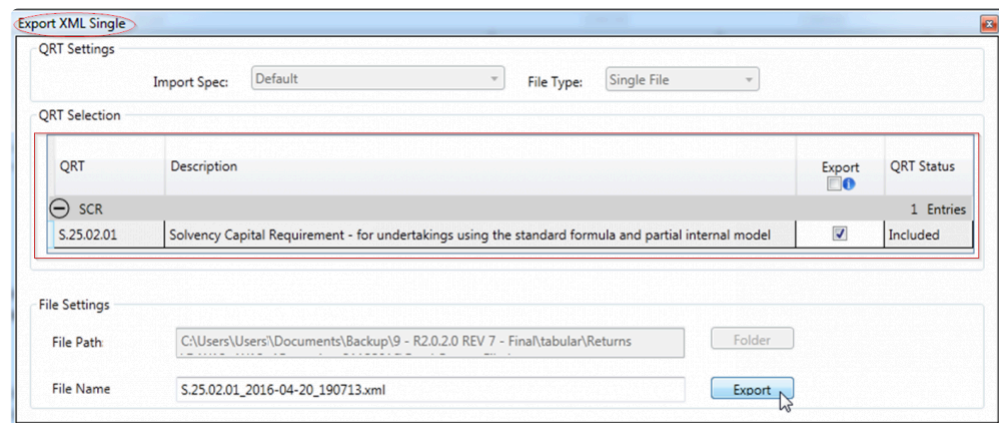 Export XML Single
QRT Settings
Import Spec: Default File Type: Single File
QRT Selection
QRT Description Export QRT Status
SCR 1 Entries
S.25.02.01 Solvency Capital Requirement - for undertakings using the standard formula and partial internal model Included
File Settings
File Path C:\Users\Users\Documents\Backup\9 - R2.0.2.0 REV 7 - Final\tabular\Returns Folder
File Name S.25.02.01_2016-04-20_190713.xml Export